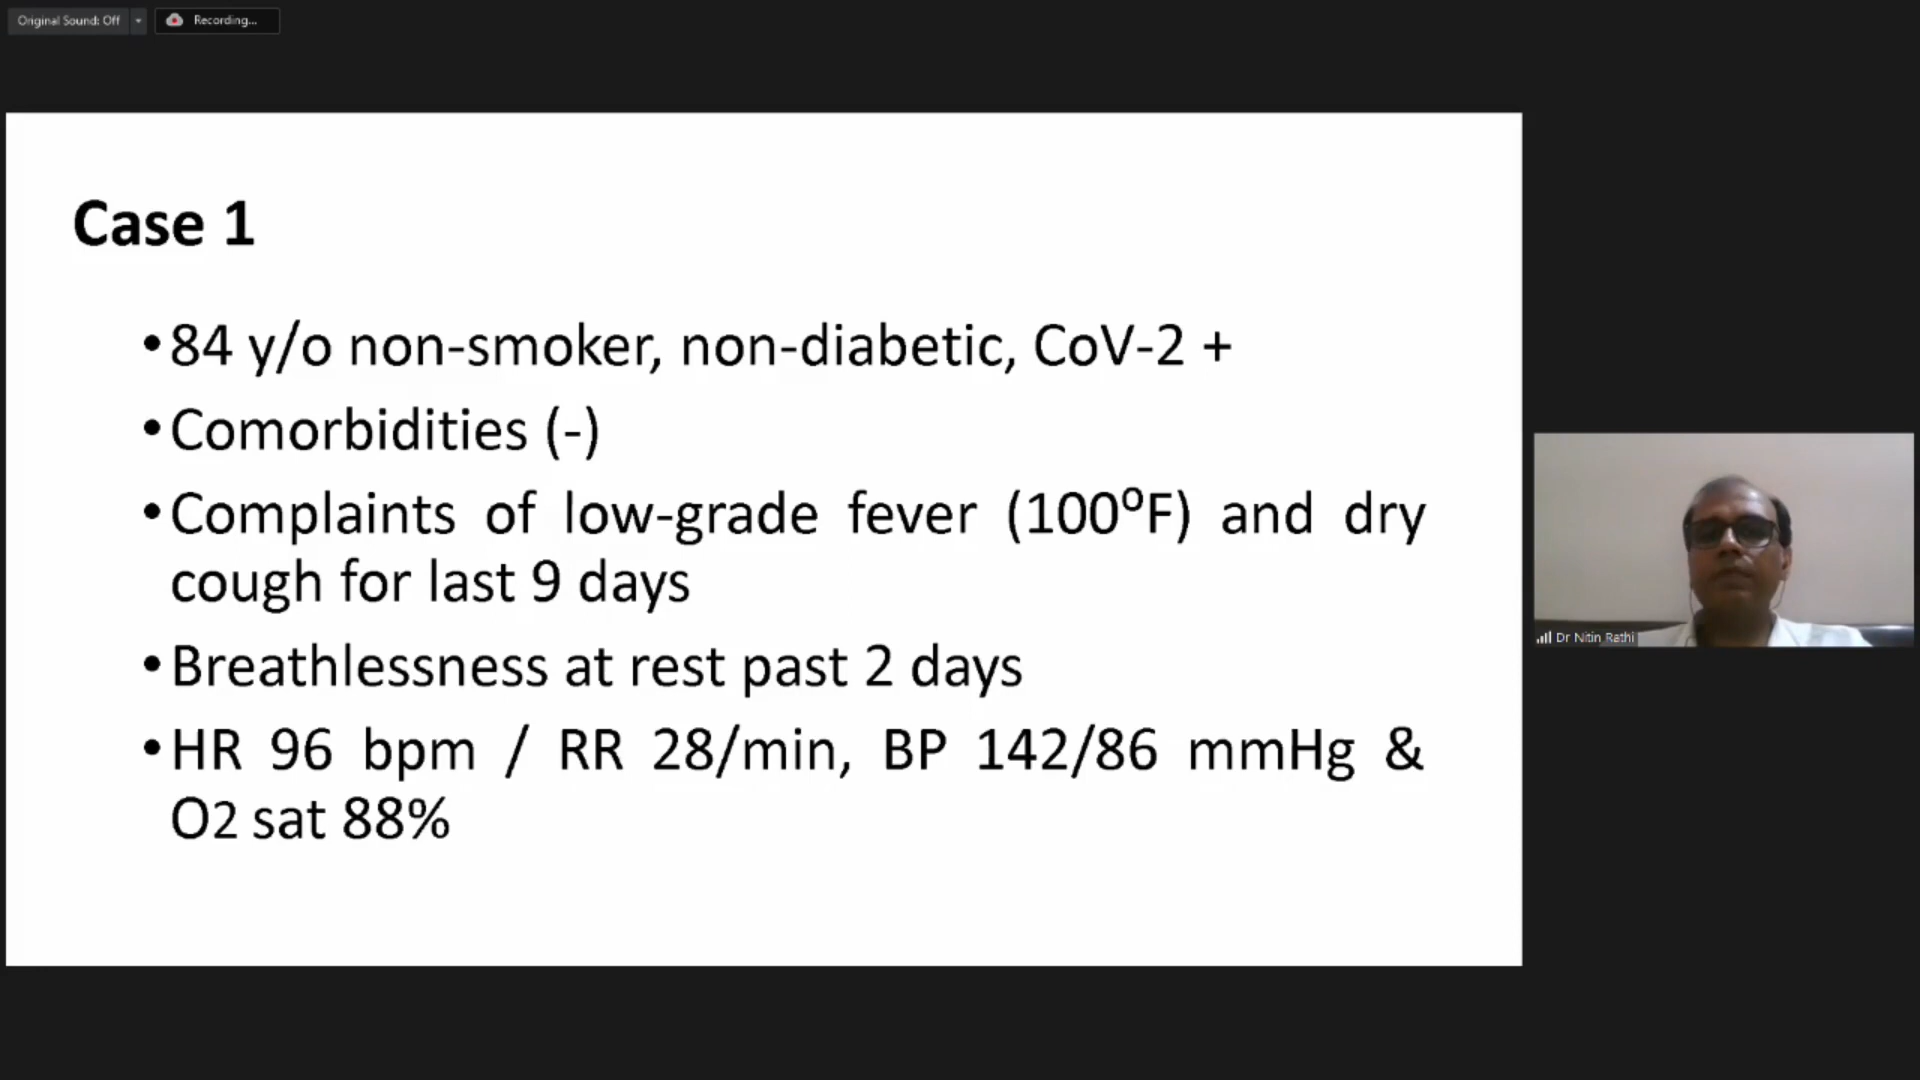 Original Sound: Off
Recording...
Case 1
•84 y/o non-smoker, non-diabetic, CoV-2 +
•Comorbidities (-)
•Complaints of low-grade fever (100⁰F) and dry
cough for last 9 days
•Breathlessness at rest past 2 days
•HR 96 bpm / RR 28/min, BP 142/86 mmHg &
O2 sat 88%
Dr Nitin Rathi